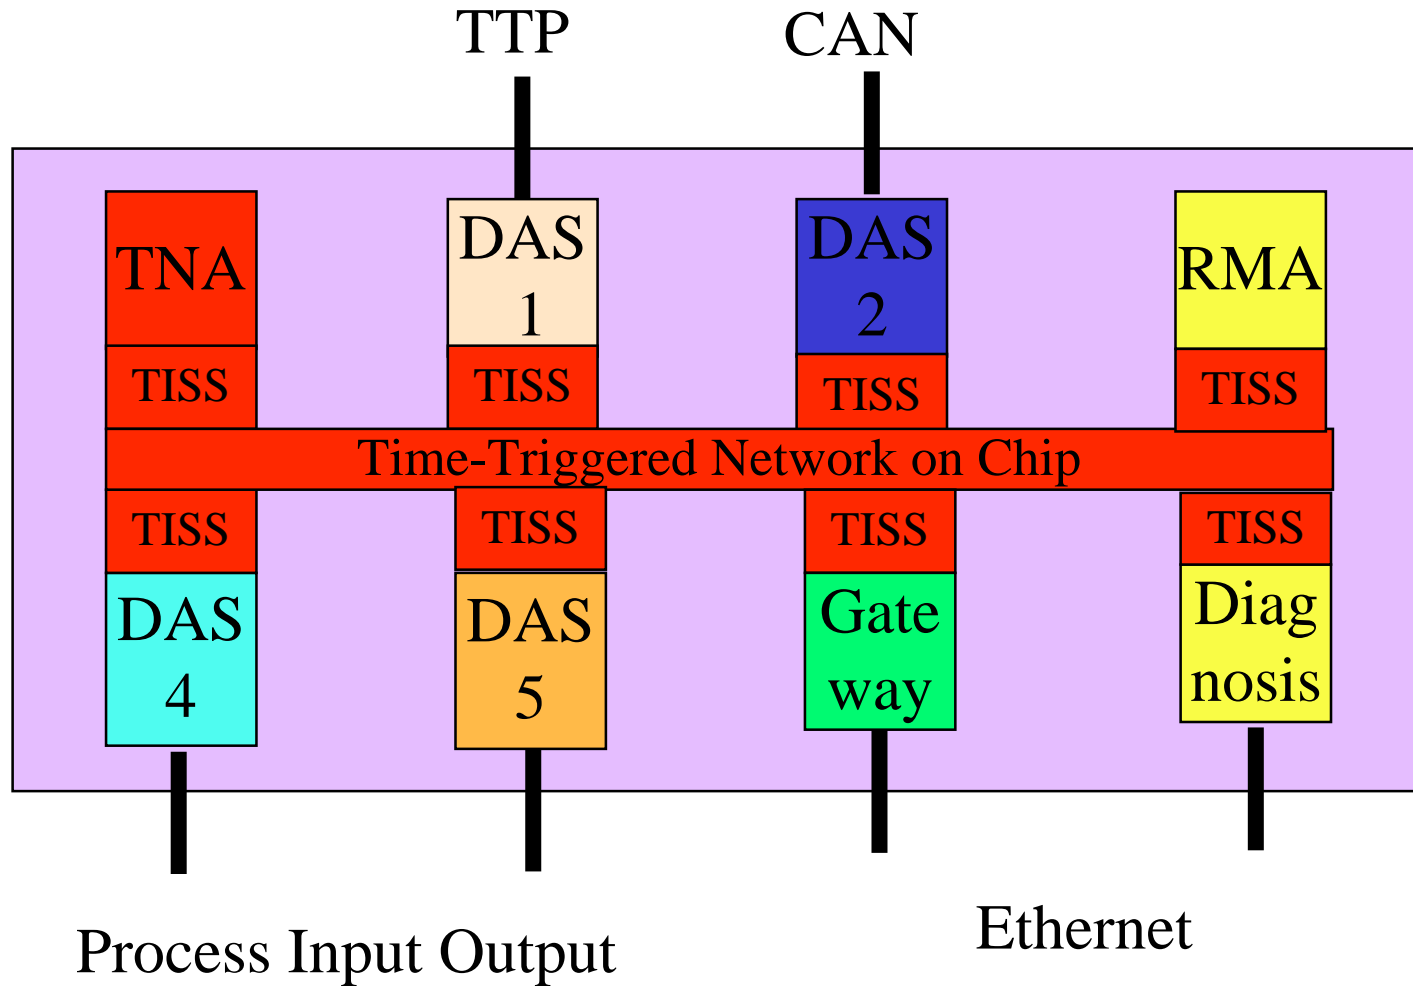 TTP
CAN
TNA
DAS
1
DAS
2
RMA
TISS
TISS
TISS
TISS
Time-Triggered Network on Chip
TISS
TISS
TISS
TISS
DAS
4
DAS
5
Gate
way
Diag
nosis
Process Input Output
Ethernet